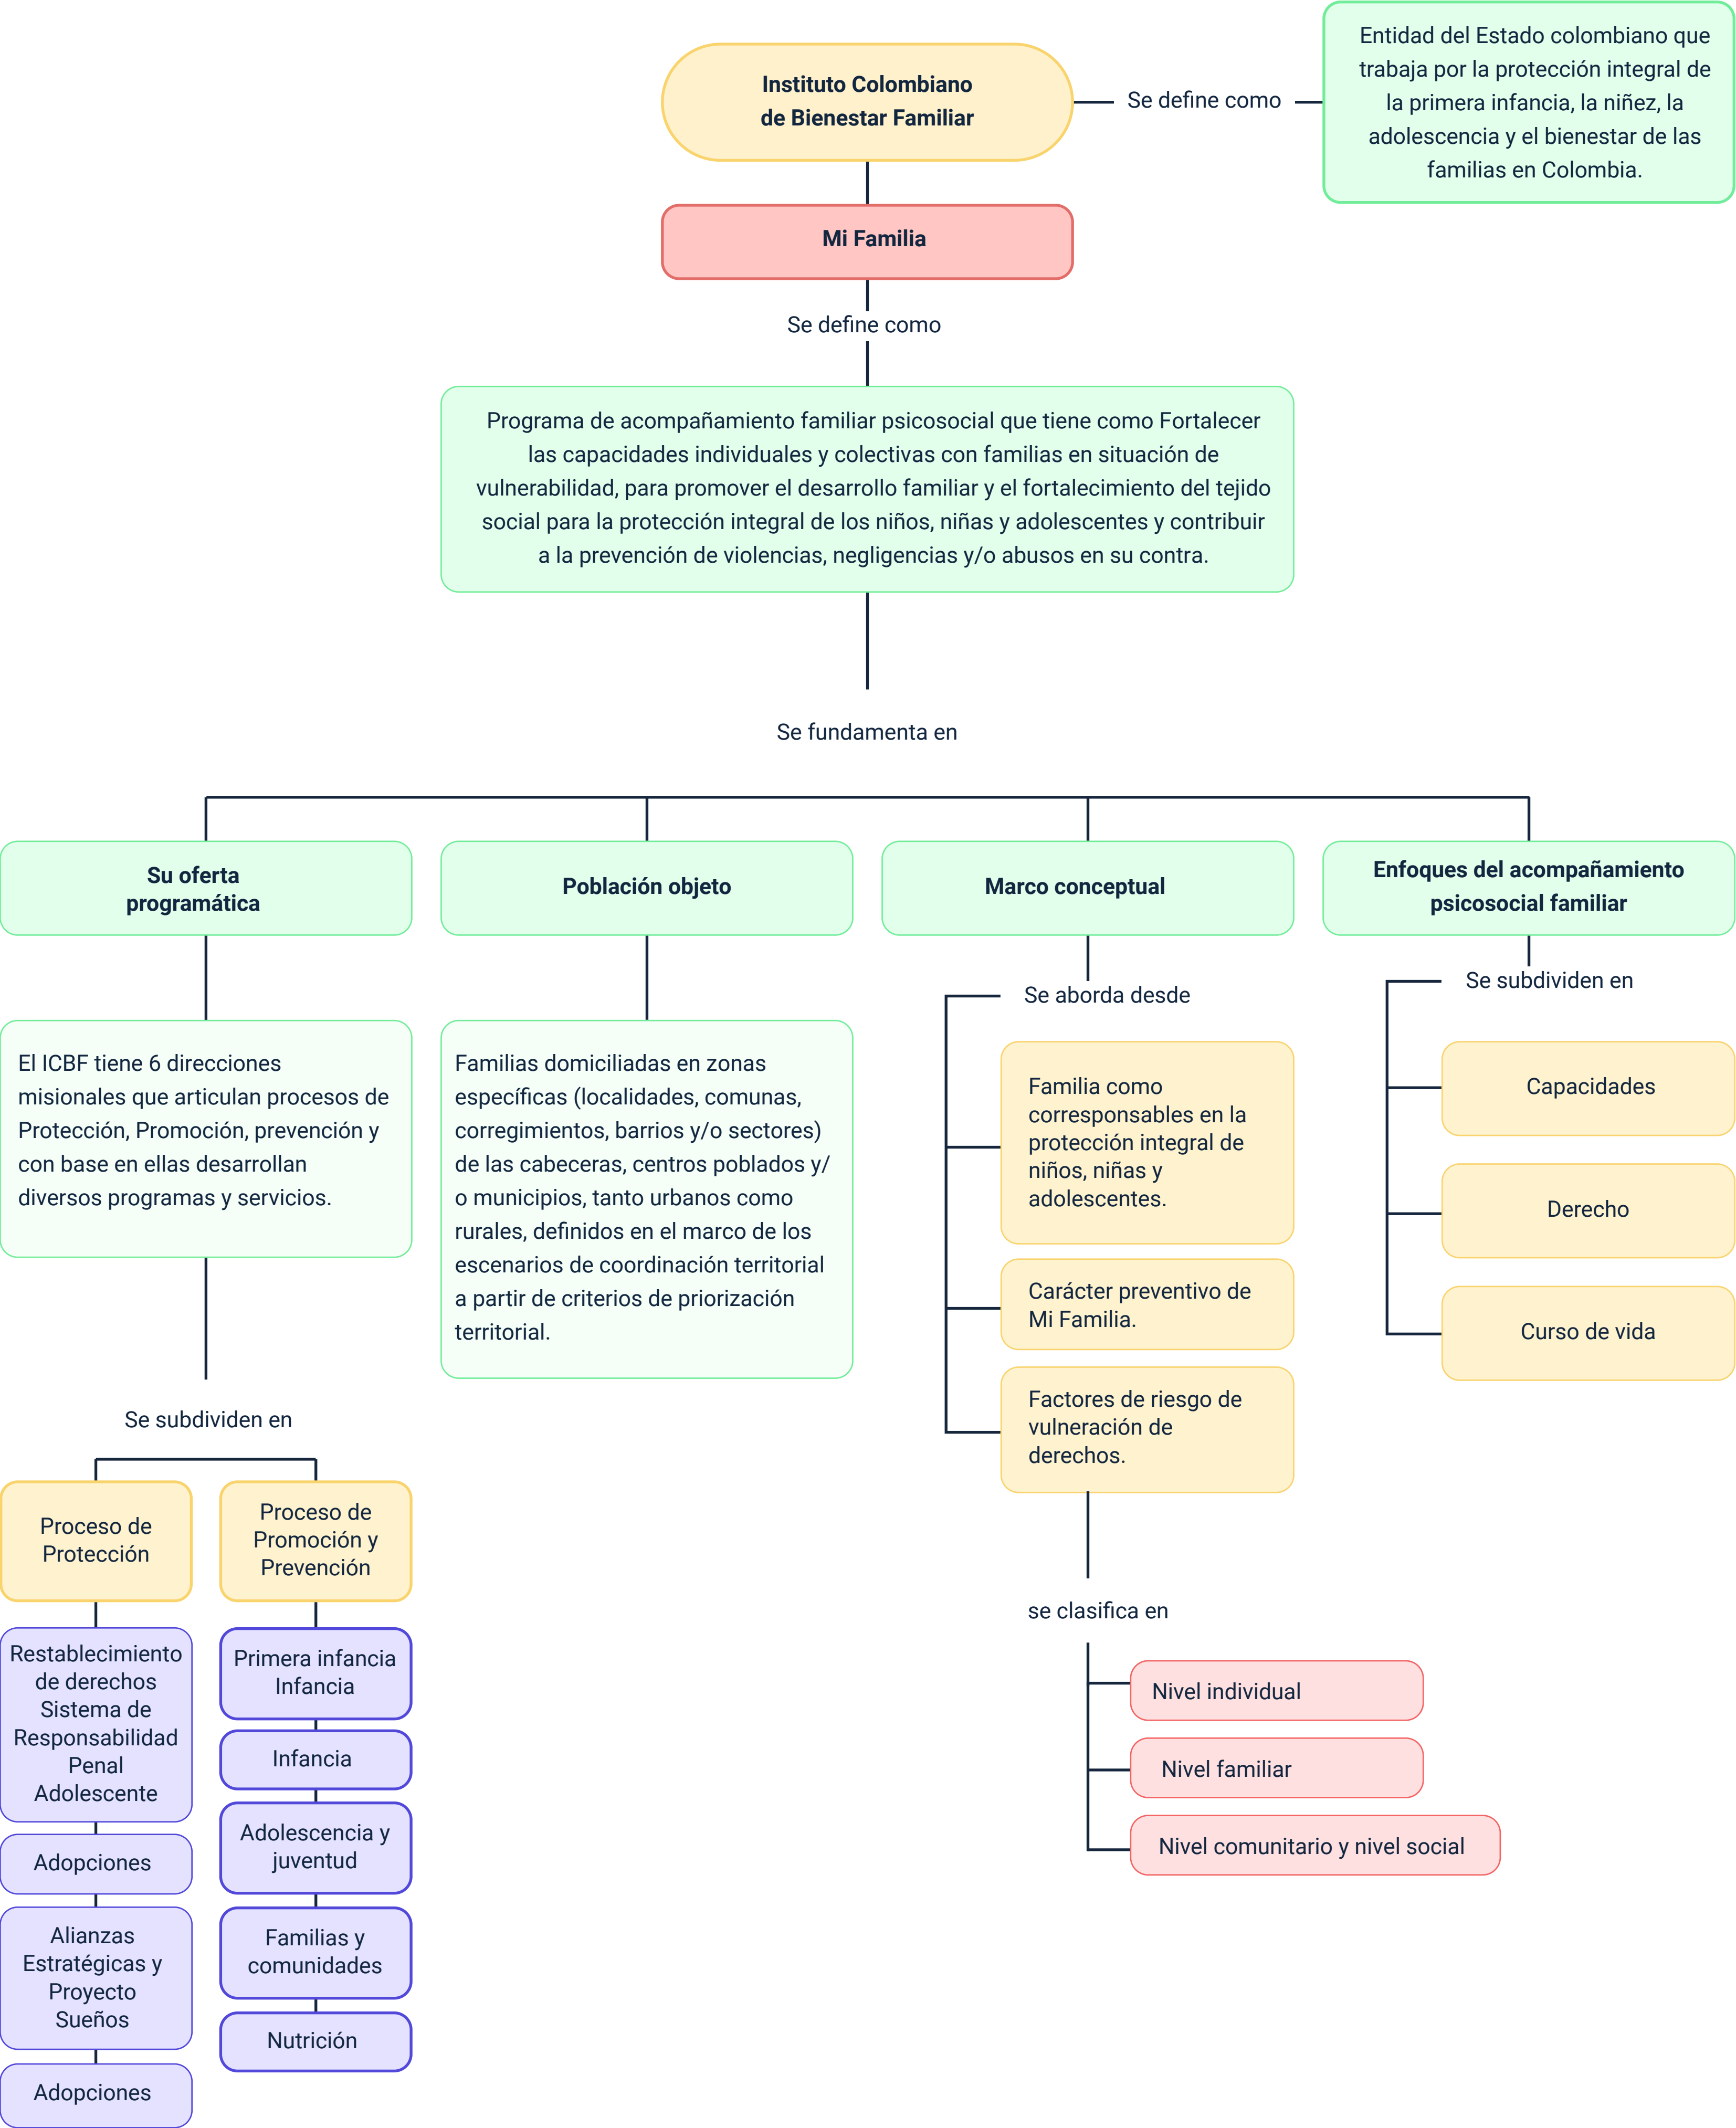 Instituto Colombiano
de Bienestar Familiar
Se define como
Entidad del Estado colombiano que
trabaja por la protección integral de
la primera infancia, la niñez, la
adolescencia y el bienestar de las
familias en Colombia.
Mi Familia
Se define como
Programa de acompañamiento familiar psicosocial que tiene como Fortalecer
las capacidades individuales y colectivas con familias en situación de
vulnerabilidad, para promover el desarrollo familiar y el fortalecimiento del tejido
social para la protección integral de los niños, niñas y adolescentes y contribuir
a la prevención de violencias, negligencias y/o abusos en su contra.
Se fundamenta en
Su oferta
programática
El ICBF tiene 6 direcciones
misionales que articulan procesos de
Protección, Promoción, prevención y
con base en ellas desarrollan
diversos programas y servicios.
Se subdividen en
Proceso de
Protección
Restablecimiento
de derechos
Sistema de
Responsabilidad
Penal
Adolescente
Adopciones
Alianzas
Estratégicas y
Proyecto
Sueños
Adopciones
Proceso de
Promoción y
Prevención
Primera infancia
Infancia
Infancia
Adolescencia y
juventud
Familias y
comunidades
Nutrición
Población objeto
Familias domiciliadas en zonas
específicas (localidades, comunas,
corregimientos, barrios y/o sectores)
de las cabeceras, centros poblados y/
o municipios, tanto urbanos como
rurales, definidos en el marco de los
escenarios de coordinación territorial
a partir de criterios de priorización
territorial.
Marco conceptual
Se aborda desde
Familia como
corresponsables en la
protección integral de
niños, niñas y
adolescentes.
Carácter preventivo de
Mi Familia.
Factores de riesgo de
vulneración de
derechos.
se clasifica en
Nivel individual
Nivel familiar
Nivel comunitario y nivel social
Enfoques del acompañamiento
psicosocial familiar
Se subdividen en
Capacidades
Derecho
Curso de vida